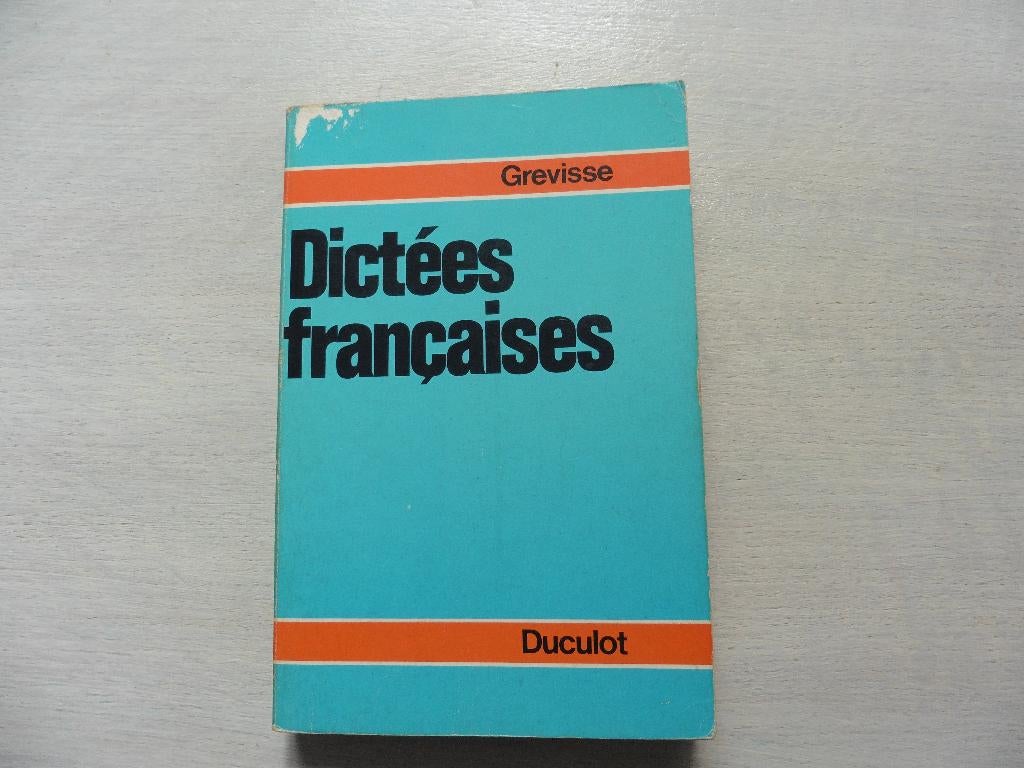 Grevisse
Dictées
françaises
Duculot